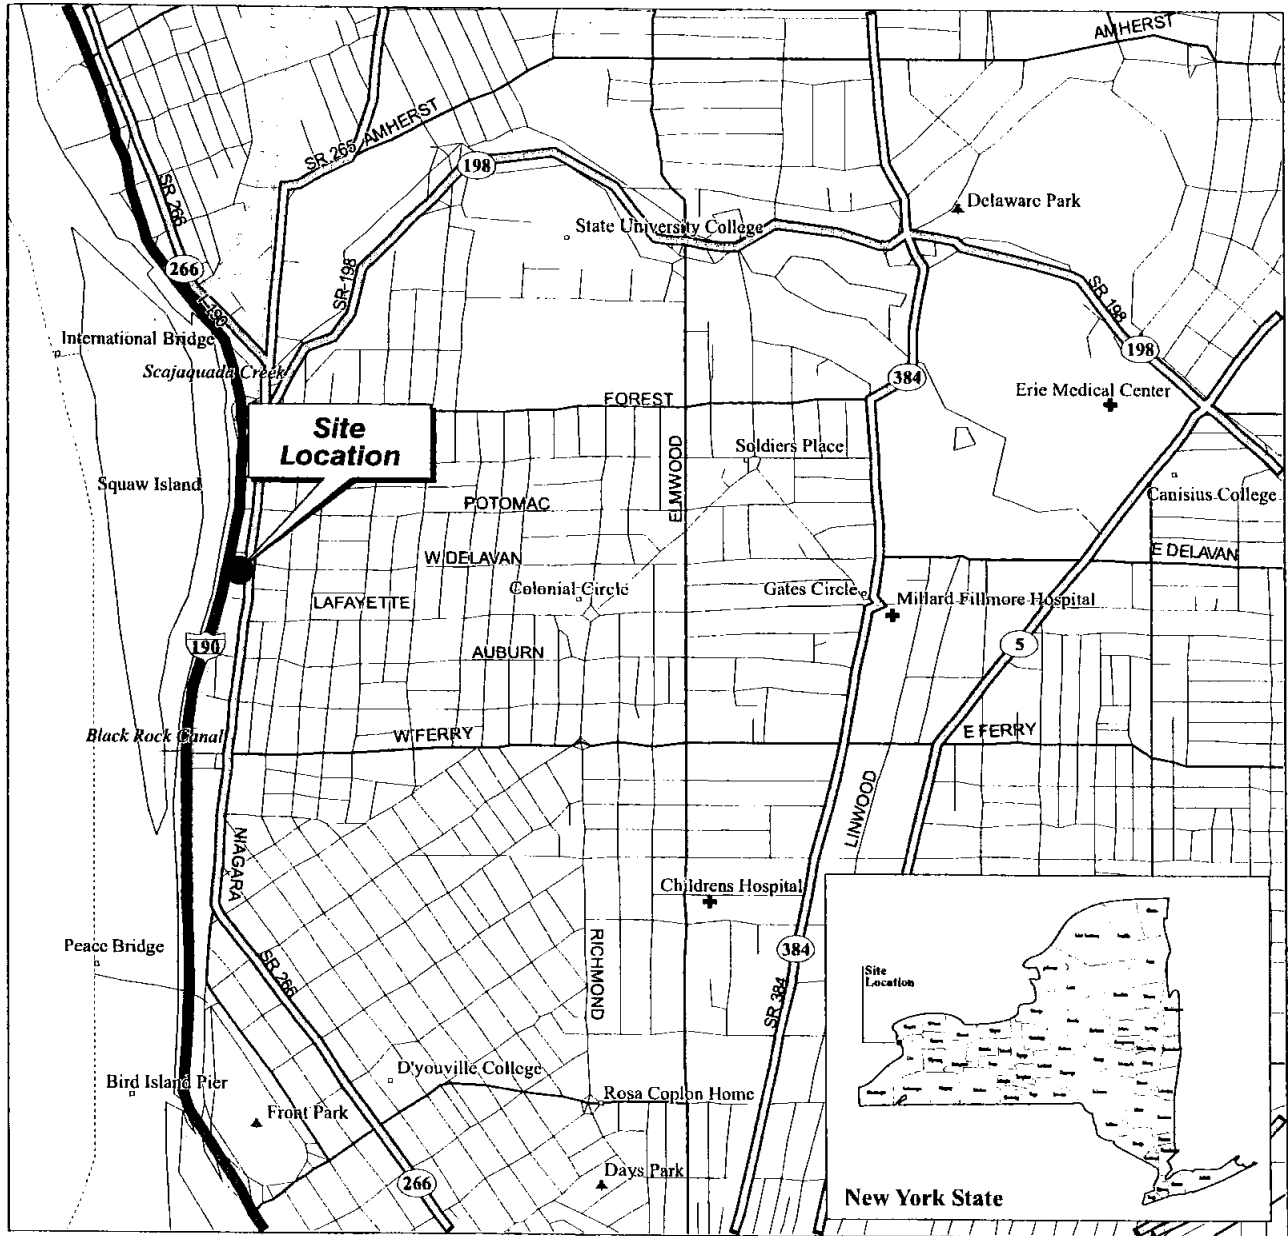 AMHERST
SR 265 AMHERST
198
SR 266
Delaware Park
State University College
266
SR 198
I-190
SR 198
International Bridge
198
Scajaquada Creek
384
Erie Medical Center
FOREST
Site
Location
ELMWOOD
Soldiers Place
Squaw Island
Canisius College
POTOMAC
E DELAVAN
W DELAVAN
Colonial Circle
Gates Circle
Millard Fillmore Hospital
LAFAYETTE
190
5
AUBURN
Black Rock Canal
W FERRY
E FERRY
LINWOOD
NIAGARA
Childrens Hospital
Peace Bridge
SR 266
RICHMOND
384
SR 384
Site
Location
D'youville College
Bird Island Pier
Rosa Coplon Home
Front Park
Days Park
266
New York State